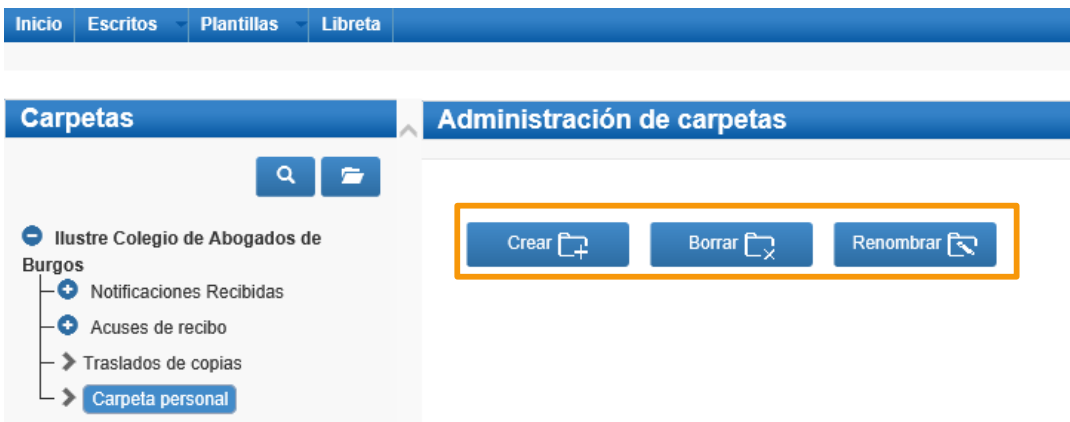 Inicio Escritos Plantillas Libreta
Carpetas
Administración de carpetas
Crear Borrar Renombrar
Ilustre Colegio de Abogados de
Burgos
Notificaciones Recibidas
Acuses de recibo
Traslados de copias
Carpeta personal